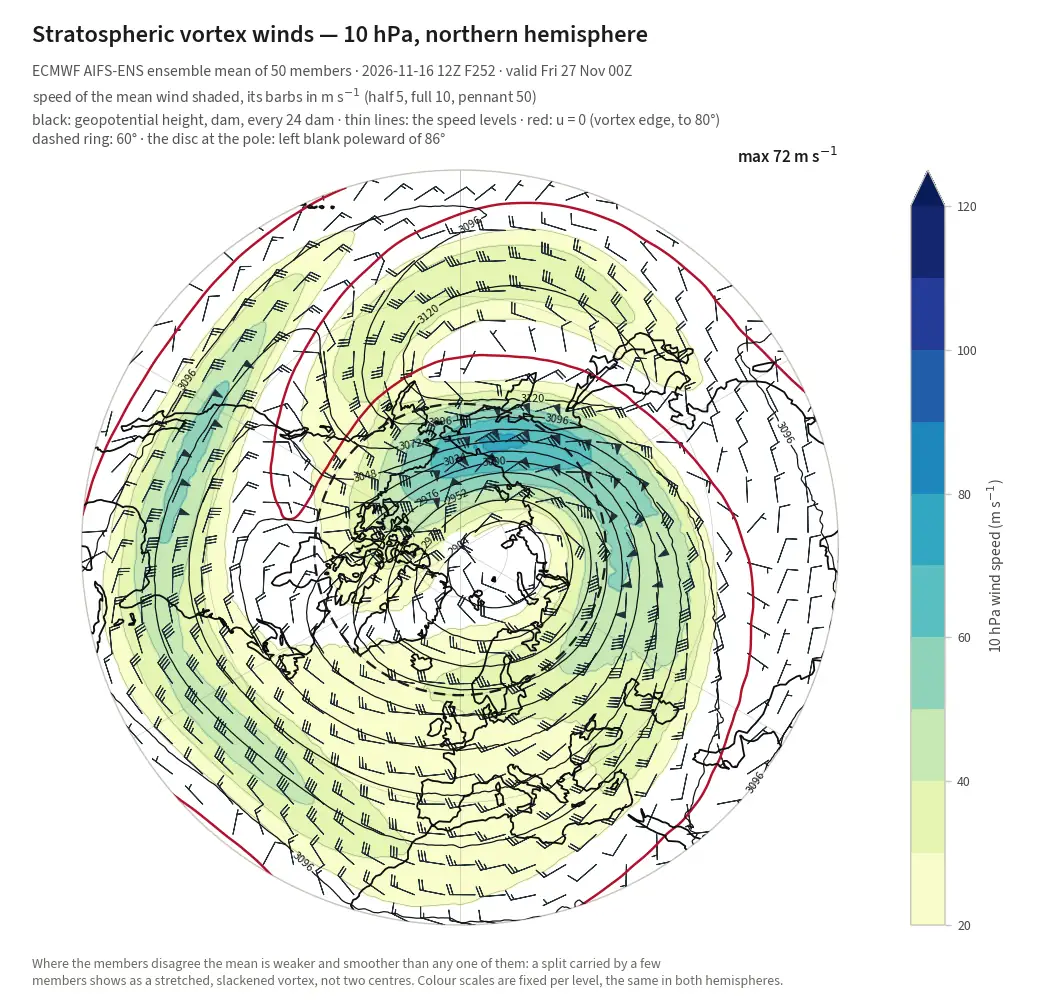 Stratospheric vortex winds — 10 hPa, northern hemisphere
ECMWF AIFS-ENS ensemble mean of 50 members · 2026-11-16 12Z F252 · valid Fri 27 Nov 00Z
speed of the mean wind shaded, its barbs in m s⁻¹ (half 5, full 10, pennant 50)
black: geopotential height, dam, every 24 dam · thin lines: the speed levels · red: u = 0 (vortex edge, to 80°)
dashed ring: 60° · the disc at the pole: left blank poleward of 86°
max 72 m s⁻¹
120
100
80
60
40
20
10 hPa wind speed (m s⁻¹)
3096
3120
3096
3120
3096
3096
3072
3048
2976
2952
3096
3096
3096
Where the members disagree the mean is weaker and smoother than any one of them: a split carried by a few
members shows as a stretched, slackened vortex, not two centres. Colour scales are fixed per level, the same in both hemispheres.